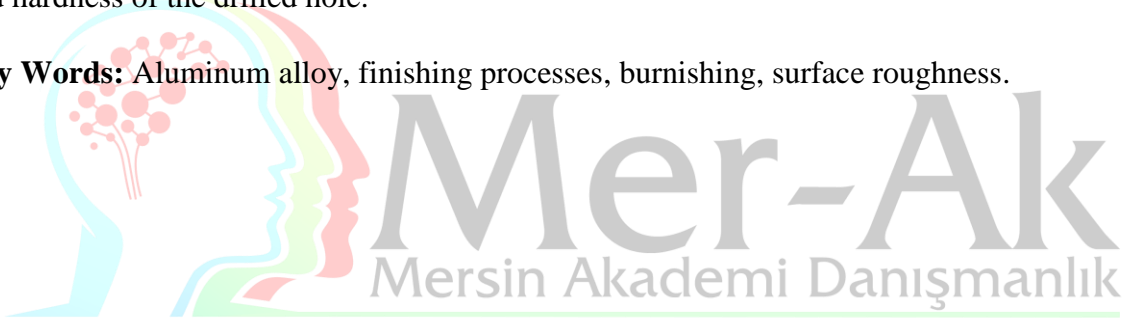 hardness of the drilled hole.
y Words: Aluminum alloy, finishing processes, burnishing, surface roughness.
Mer-Ak
Mersin Akademi Danışmanlık